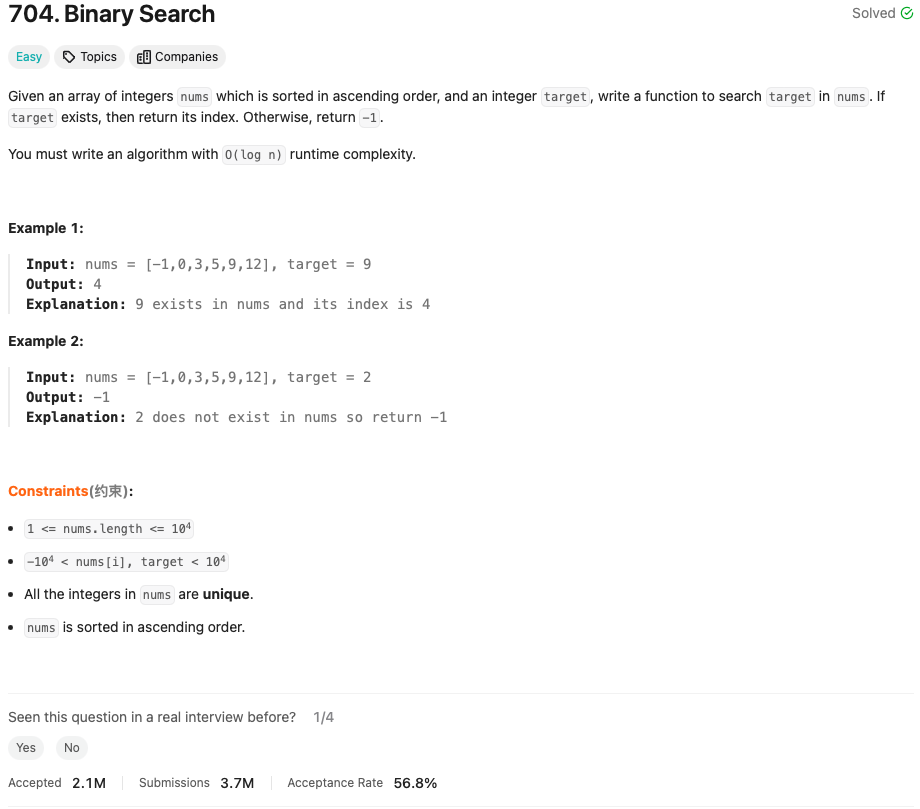 704. Binary Search
Solved
Easy Topics Companies
Given an array of integers nums which is sorted in ascending order, and an integer target, write a function to search target in nums. If
target exists, then return its index. Otherwise, return -1.
You must write an algorithm with O(log n) runtime complexity.
Example 1:
Input: nums = [-1,0,3,5,9,12], target = 9
Output: 4
Explanation: 9 exists in nums and its index is 4
Example 2:
Input: nums = [-1,0,3,5,9,12], target = 2
Output: -1
Explanation: 2 does not exist in nums so return -1
Constraints(约束):
1 <= nums.length <= 10⁴
-10⁴ < nums[i], target < 10⁴
All the integers in nums are unique.
nums is sorted in ascending order.
Seen this question in a real interview before? 1/4
Yes No
Accepted 2.1M Submissions 3.7M Acceptance Rate 56.8%